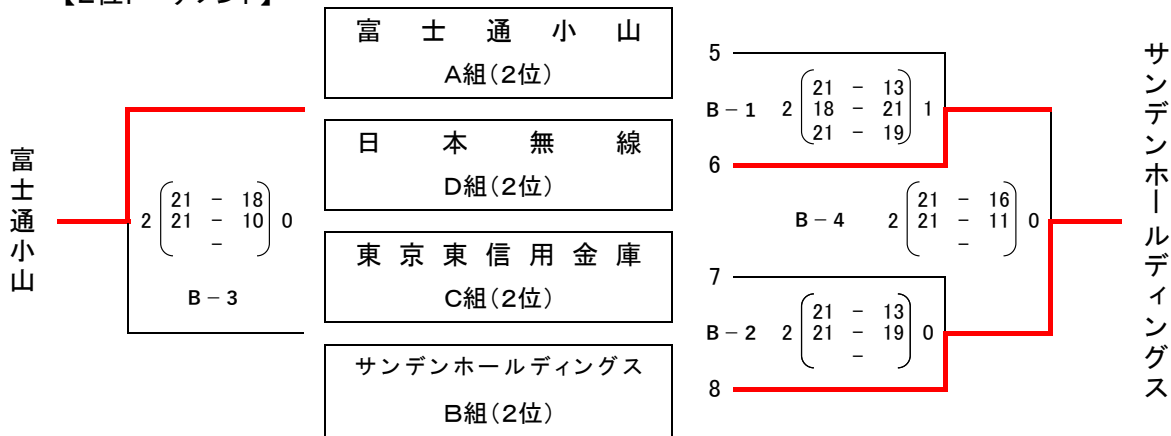 【2位トーナメント】
富士通小山
A組（2位）
日本無線
D組（2位）
東京東信用金庫
C組（2位）
サンデンホールディングス
B組（2位）
富士通小山
2 21 － 18 0
21 － 10
－
B－3
5
B－1 2 21 － 13 1
18 － 21
21 － 19
6
B－4 2 21 － 16 0
21 － 11
－
7
B－2 2 21 － 13 0
21 － 19
－
8
サンデンホールディングス